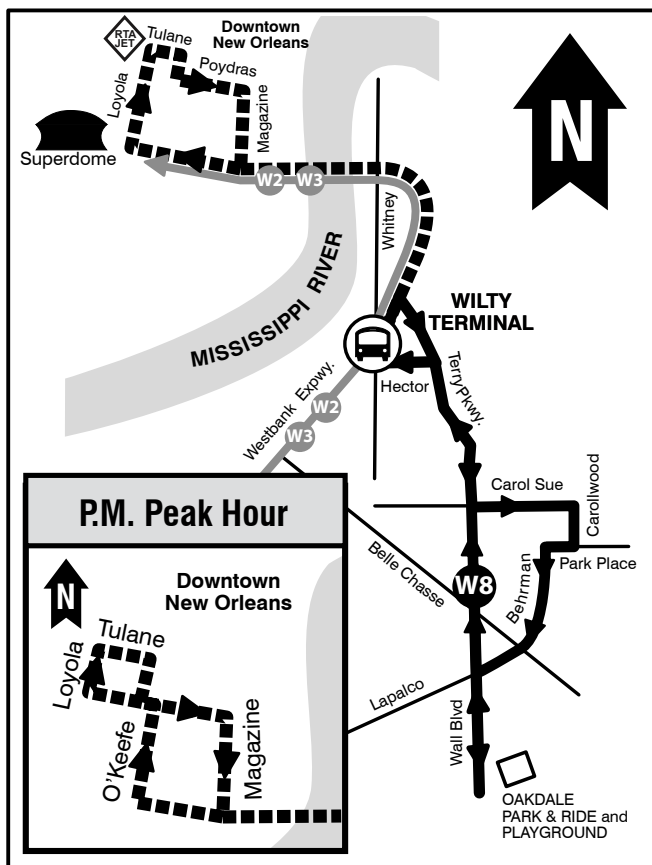 RTA
JET
Tulane
Downtown
New Orleans
Poydras
Loyola
Magazine
Superdome
N
W2
W3
Whitney
MISSISSIPPI RIVER
WILTY
TERMINAL
Hector
TerryPkwy.
Westbank Expwy.
W2
W3
Carol Sue
Carollwood
Park Place
Behrman
Belle Chasse
W8
Lapalco
Wall Blvd
OAKDALE
PARK & RIDE and
PLAYGROUND
P.M. Peak Hour
N
Downtown
New Orleans
Tulane
Loyola
O'Keefe
Magazine